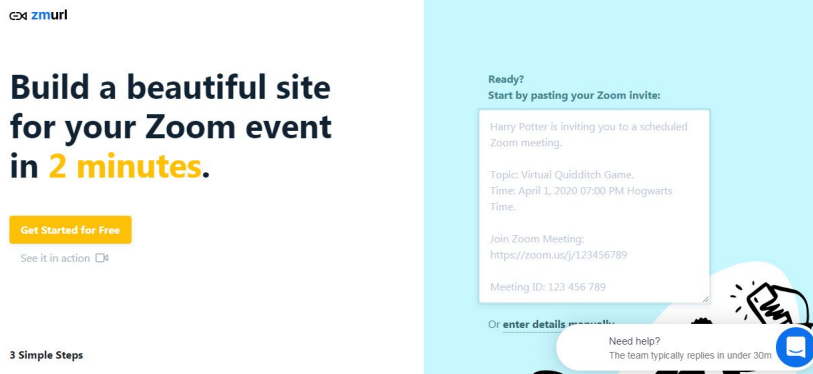 zmurl
Build a beautiful site
for your Zoom event
in 2 minutes.
Get Started for Free
See it in action
3 Simple Steps
Ready?
Start by pasting your Zoom invite:
Harry Potter is inviting you to a scheduled
Zoom meeting.
Topic: Virtual Quidditch Game.
Time: April 1, 2020 07:00 PM Hogwarts
Time.
Join Zoom Meeting:
https://zoom.us/j/123456789
Meeting ID: 123 456 789
Or enter details manually
Need help?
The team typically replies in under 30m